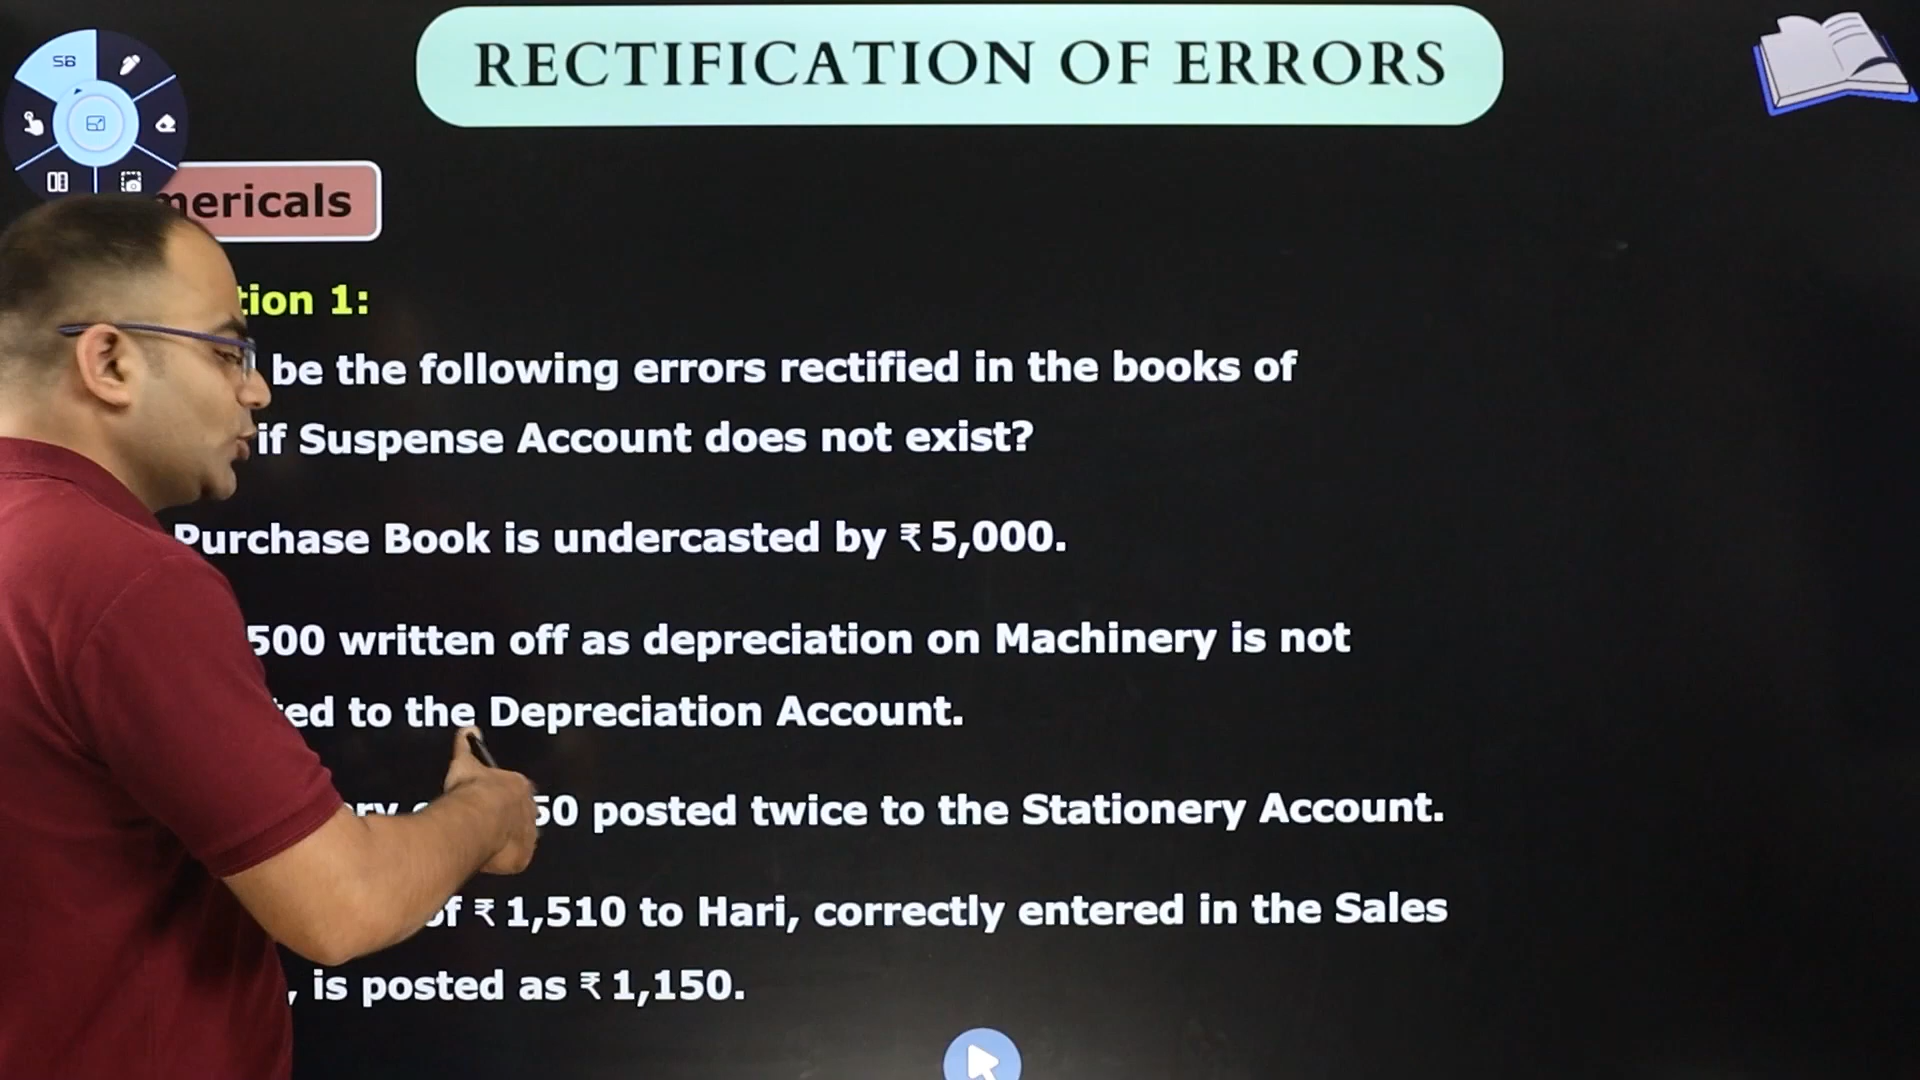 RECTIFICATION OF ERRORS
mericals
tion 1:
be the following errors rectified in the books of
if Suspense Account does not exist?
Purchase Book is undercasted by ₹ 5,000.
500 written off as depreciation on Machinery is not
ted to the Depreciation Account.
50 posted twice to the Stationery Account.
of ₹ 1,510 to Hari, correctly entered in the Sales
, is posted as ₹ 1,150.